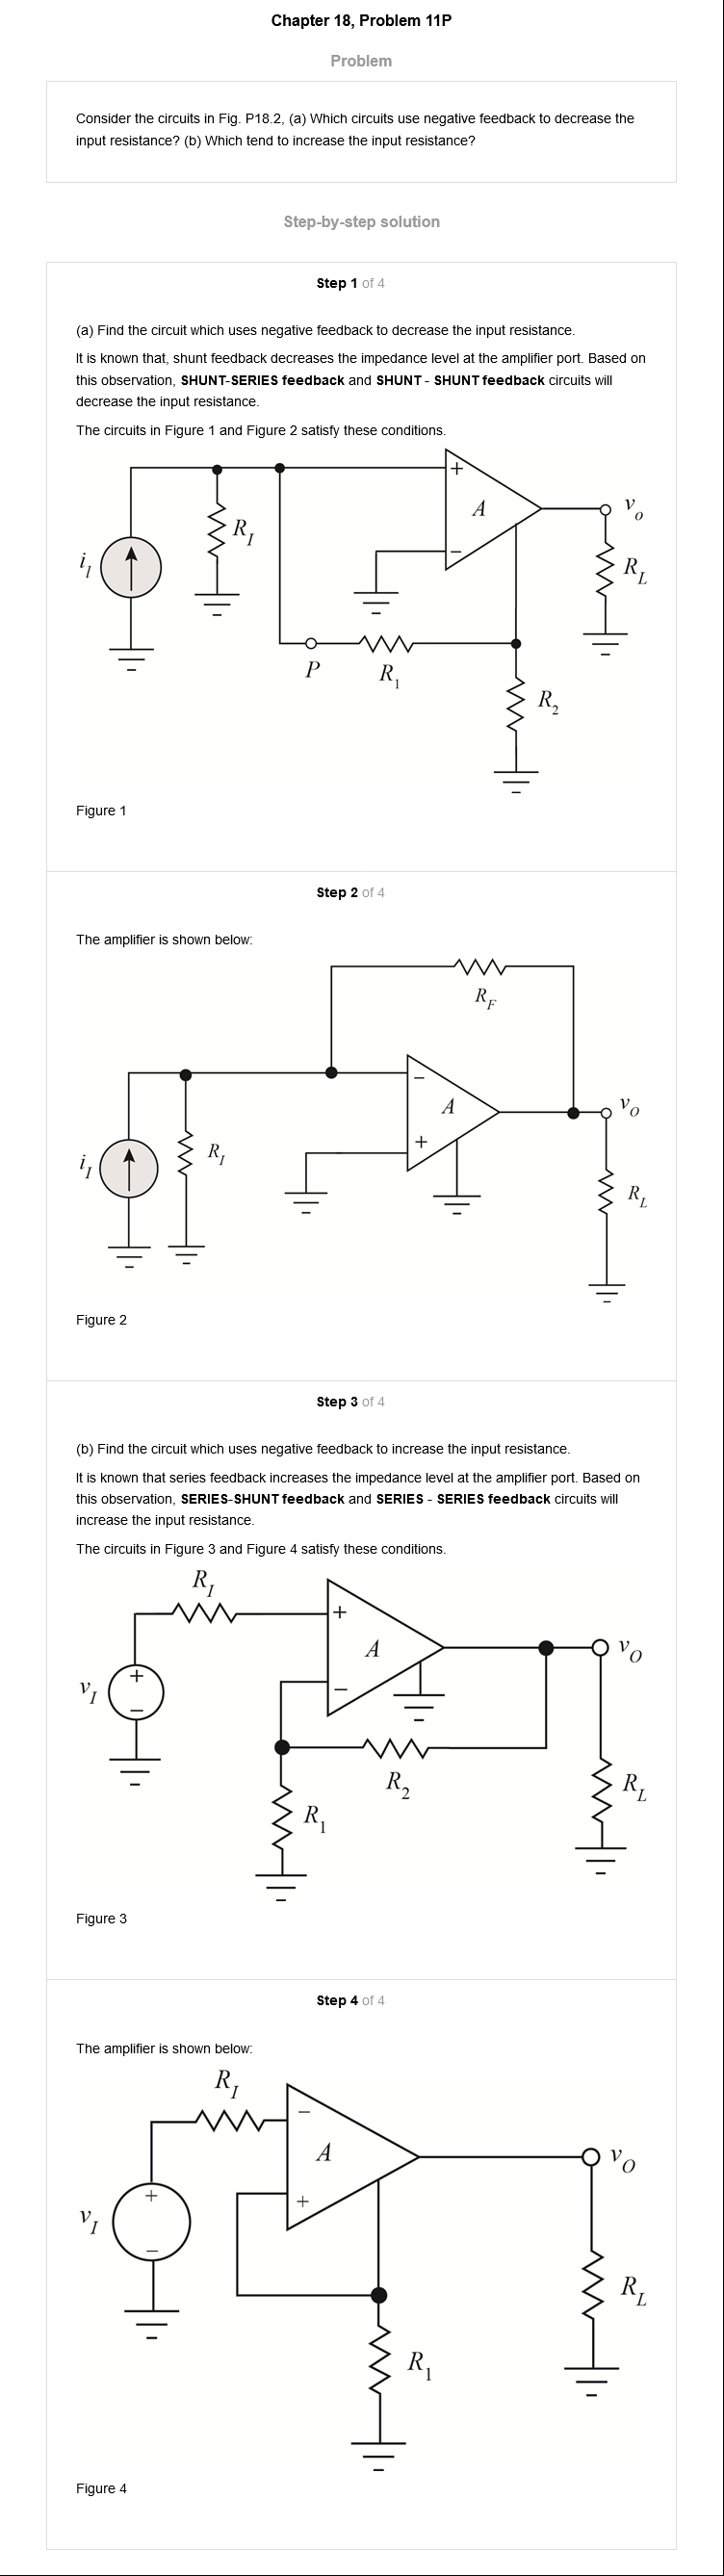 Chapter 18, Problem 11P
Problem
Consider the circuits in Fig. P18.2, (a) Which circuits use negative feedback to decrease the
input resistance? (b) Which tend to increase the input resistance?
Step-by-step solution
Step 1 of 4
(a) Find the circuit which uses negative feedback to decrease the input resistance.
It is known that, shunt feedback decreases the impedance level at the amplifier port. Based on
this observation, SHUNT-SERIES feedback and SHUNT - SHUNT feedback circuits will
decrease the input resistance.
The circuits in Figure 1 and Figure 2 satisfy these conditions.
+
A
v_o
R_I
i_I
−
R_L
P
R_1
R_2
Figure 1
Step 2 of 4
The amplifier is shown below:
R_F
−
A
v_O
+
R_I
i_I
R_L
Figure 2
Step 3 of 4
(b) Find the circuit which uses negative feedback to increase the input resistance.
It is known that series feedback increases the impedance level at the amplifier port. Based on
this observation, SERIES-SHUNT feedback and SERIES - SERIES feedback circuits will
increase the input resistance.
The circuits in Figure 3 and Figure 4 satisfy these conditions.
R_I
+
A
v_O
+
v_I
−
−
R_2
R_L
R_1
Figure 3
Step 4 of 4
The amplifier is shown below:
R_I
−
A
v_O
+
+
v_I
−
R_L
R_1
Figure 4